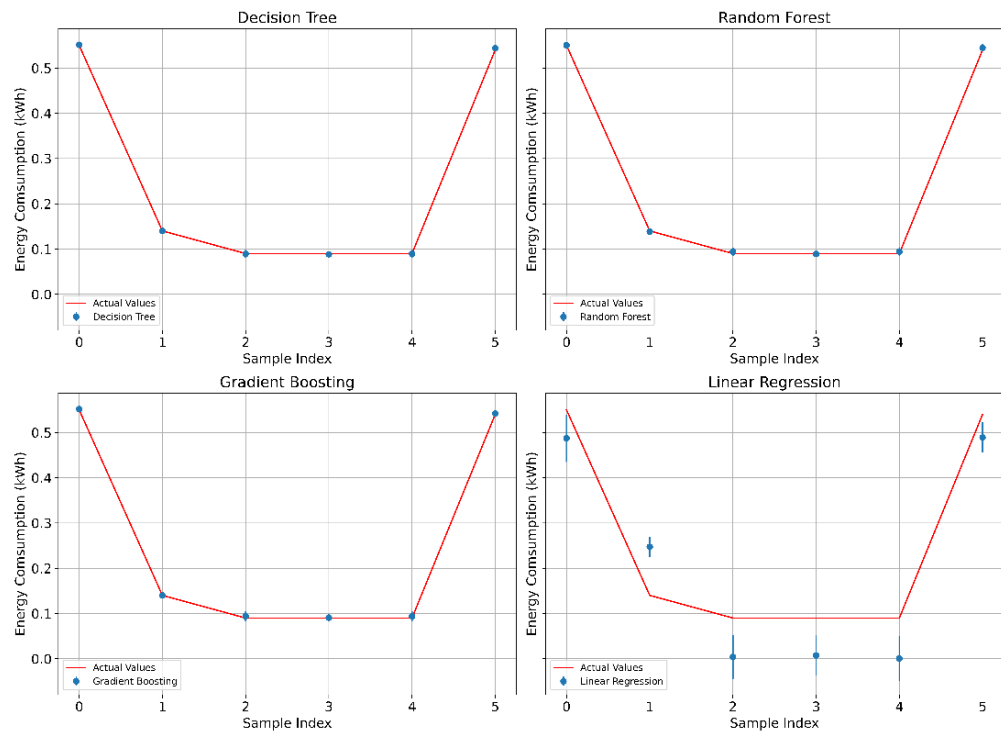 Decision Tree
Energy Comsumption (kWh)
0.5
0.4
0.3
0.2
0.1
0.0
Actual Values
Decision Tree
0 1 2 3 4 5
Sample Index
Random Forest
Energy Comsumption (kWh)
Actual Values
Random Forest
0 1 2 3 4 5
Sample Index
Gradient Boosting
Energy Comsumption (kWh)
0.5
0.4
0.3
0.2
0.1
0.0
Actual Values
Gradient Boosting
0 1 2 3 4 5
Sample Index
Linear Regression
Energy Comsumption (kWh)
Actual Values
Linear Regression
0 1 2 3 4 5
Sample Index